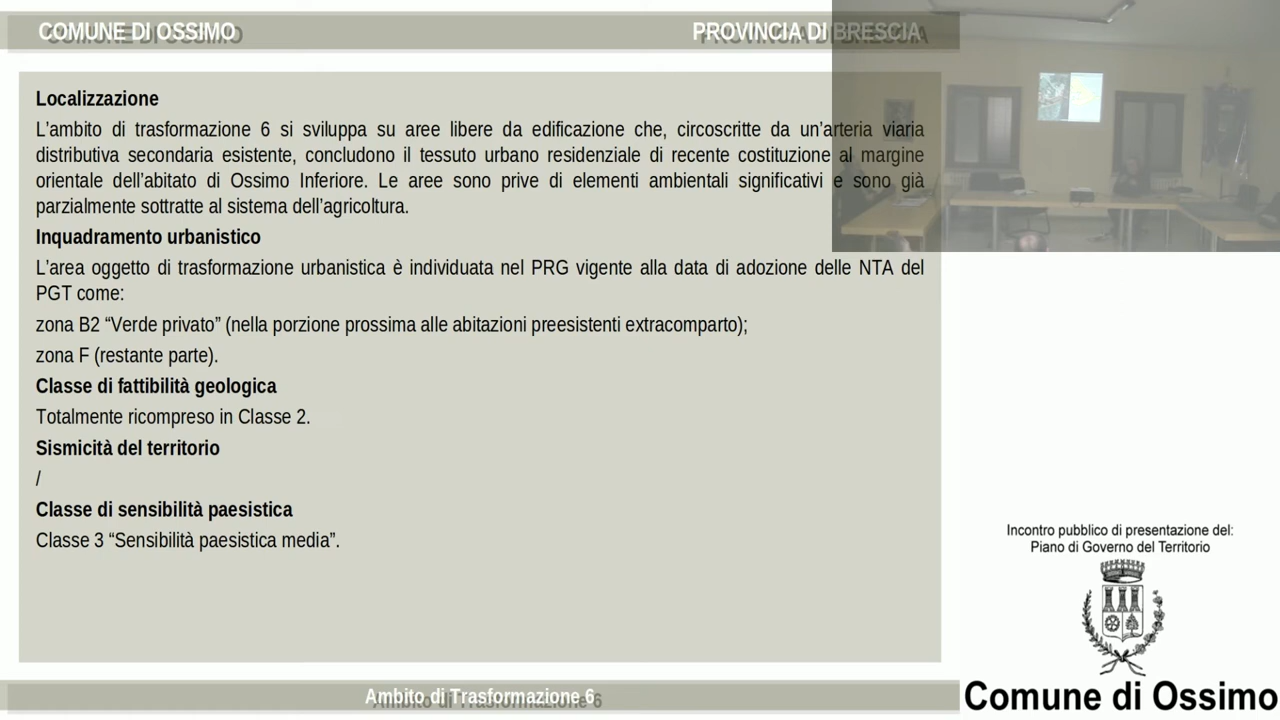 COMUNE DI OSSIMO
PROVINCIA DI BRESCIA
Localizzazione
L'ambito di trasformazione 6 si sviluppa su aree libere da edificazione che, circoscritte da un'arteria viaria
distributiva secondaria esistente, concludono il tessuto urbano residenziale di recente costituzione al margine
orientale dell'abitato di Ossimo Inferiore. Le aree sono prive di elementi ambientali significativi e sono già
parzialmente sottratte al sistema dell'agricoltura.
Inquadramento urbanistico
L'area oggetto di trasformazione urbanistica è individuata nel PRG vigente alla data di adozione delle NTA del
PGT come:
zona B2 “Verde privato” (nella porzione prossima alle abitazioni preesistenti extracomparto);
zona F (restante parte).
Classe di fattibilità geologica
Totalmente ricompreso in Classe 2.
Sismicità del territorio
/
Classe di sensibilità paesistica
Classe 3 “Sensibilità paesistica media”.
Ambito di Trasformazione 6
Incontro pubblico di presentazione del:
Piano di Governo del Territorio
Comune di Ossimo